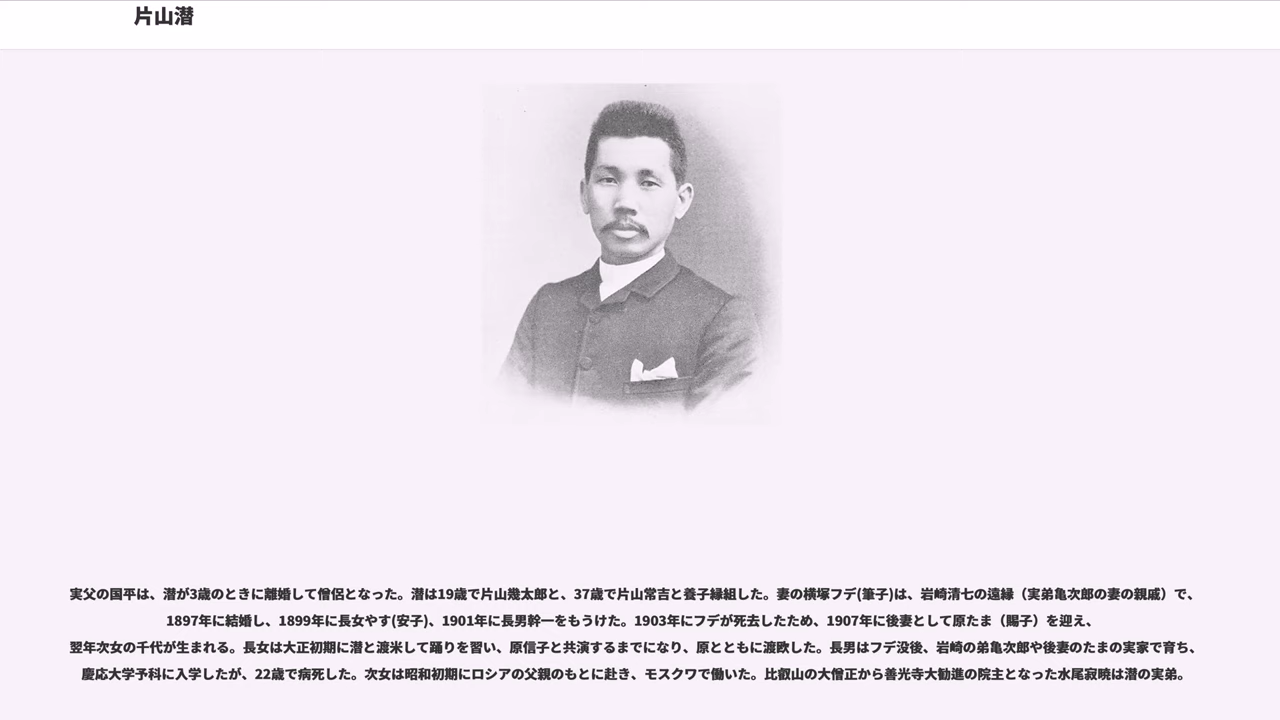 片山潜
実父の国平は、潜が3歳のときに離婚して僧侶となった。潜は19歳で片山幾太郎と、37歳で片山常吉と養子縁組した。妻の横塚フデ(筆子)は、岩崎清七の遠縁（実弟亀次郎の妻の親戚）で、
1897年に結婚し、1899年に長女やす(安子)、1901年に長男幹一をもうけた。1903年にフデが死去したため、1907年に後妻として原たま（賜子）を迎え、
翌年次女の千代が生まれる。長女は大正初期に潜と渡米して踊りを習い、原信子と共演するまでになり、原とともに渡欧した。長男はフデ没後、岩崎の弟亀次郎や後妻のたまの実家で育ち、
慶応大学予科に入学したが、22歳で病死した。次女は昭和初期にロシアの父親のもとに赴き、モスクワで働いた。比叡山の大僧正から善光寺大勧進の院主となった水尾寂暁は潜の実弟。